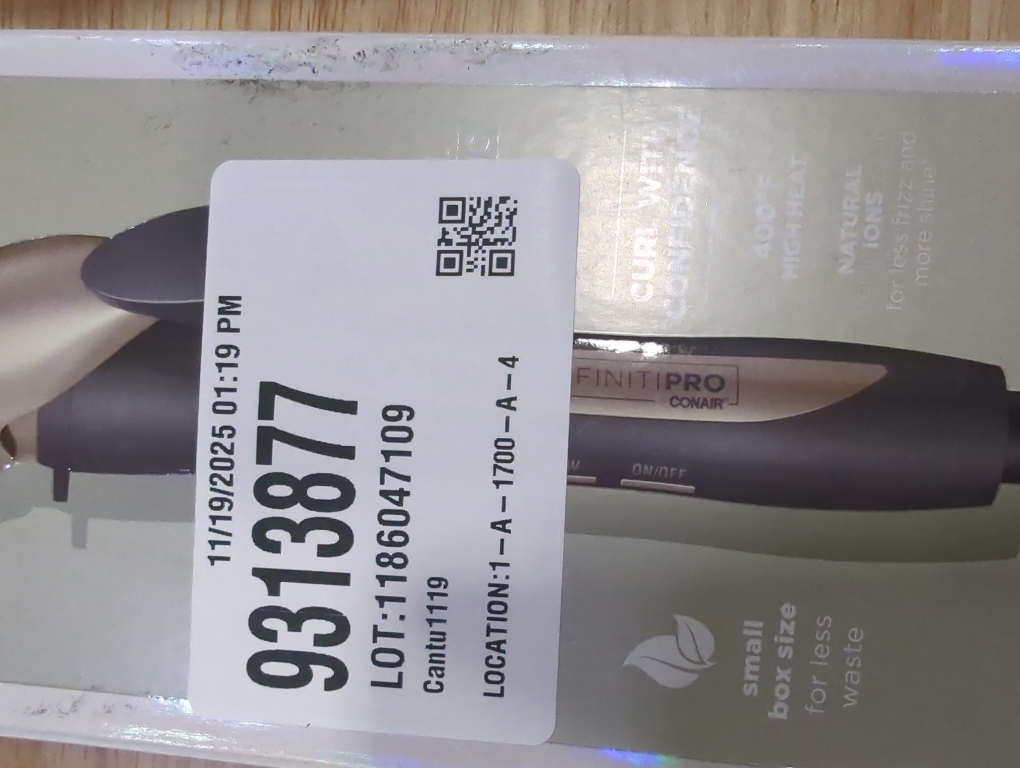 11/19/2025 01:19 PM
931387７
LOT:1186047109
Cantu1119
LOCATION:1-A-1700-A-4
CURL WITH
CONFIDENCE
400°F
HIGH HEAT
NATURAL
IONS
for less frizz and
more shine
FINITIPRO
CONAIR
W
ON/OFF
small
box size
for less
waste